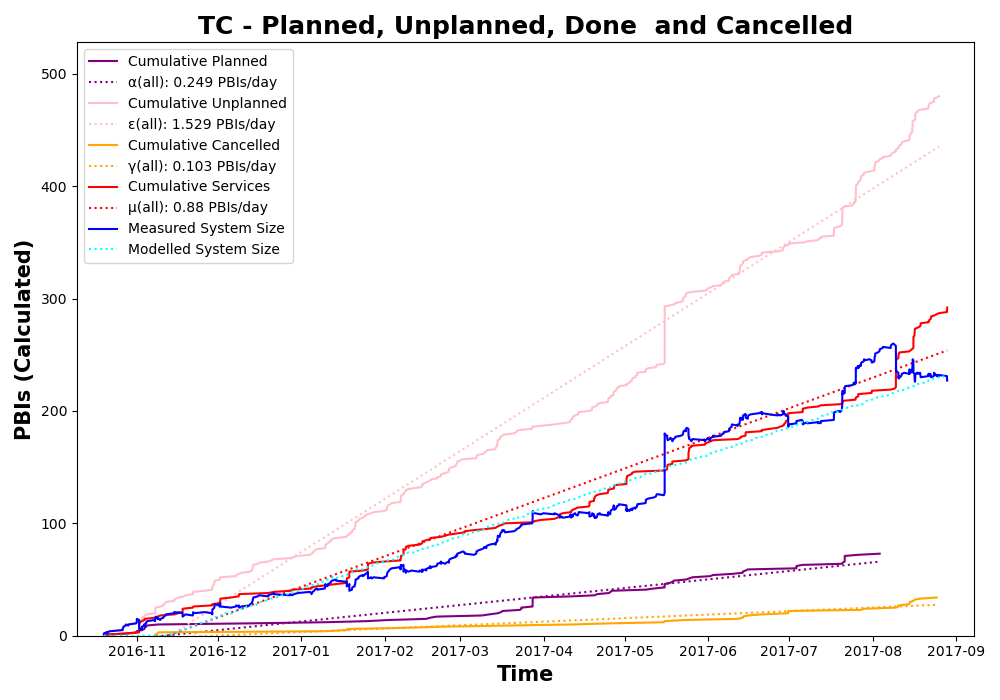 TC - Planned, Unplanned, Done  and Cancelled
Cumulative Planned
α(all): 0.249 PBIs/day
Cumulative Unplanned
ε(all): 1.529 PBIs/day
Cumulative Cancelled
γ(all): 0.103 PBIs/day
Cumulative Services
μ(all): 0.88 PBIs/day
Measured System Size
Modelled System Size
PBIs (Calculated)
500
400
300
200
100
0
2016-11 2016-12 2017-01 2017-02 2017-03 2017-04 2017-05 2017-06 2017-07 2017-08 2017-09
Time